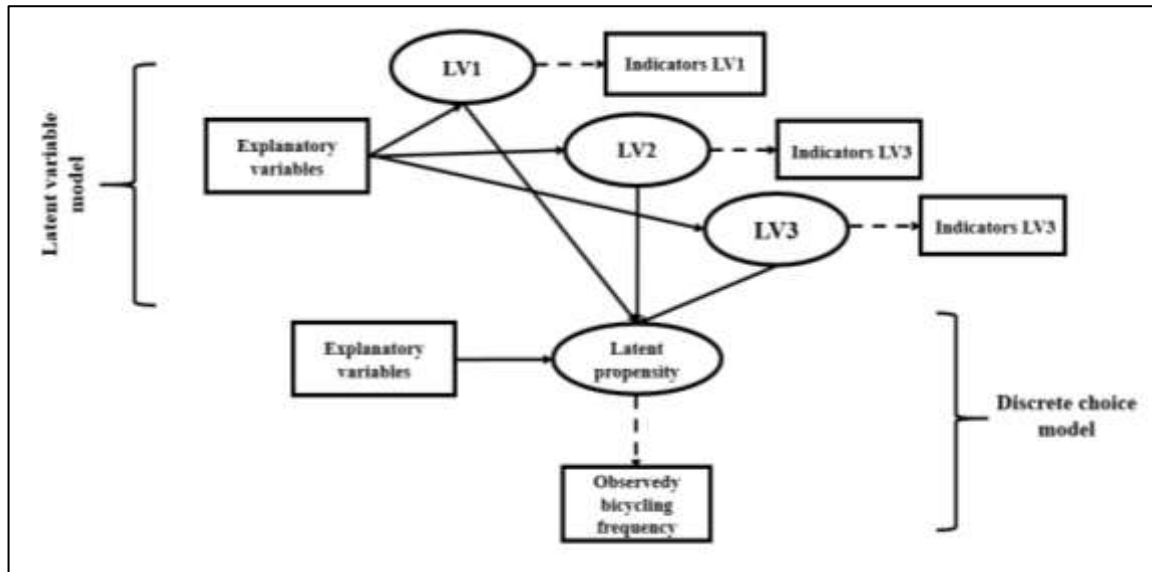 LV1
Indicators LV1
Latent variable
model
Explanatory
variables
LV2
Indicators LV3
LV3
Indicators LV3
Explanatory
variables
Latent
propensity
Discrete choice
model
Observedy
bicycling
frequency